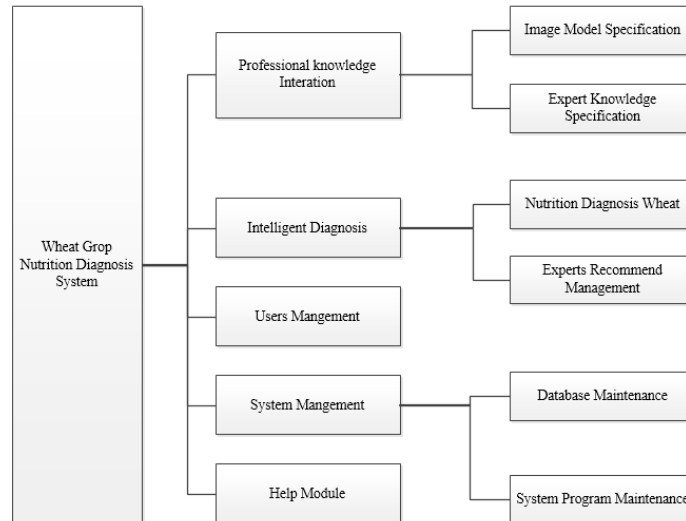 Wheat Grop
Nutrition Diagnosis
System
Professional knowledge
Interation
Image Model Specification
Expert Knowledge
Specification
Intelligent Diagnosis
Nutrition Diagnosis Wheat
Experts Recommend
Management
Users Mangement
System Mangement
Database Maintenance
System Program Maintenance
Help Module